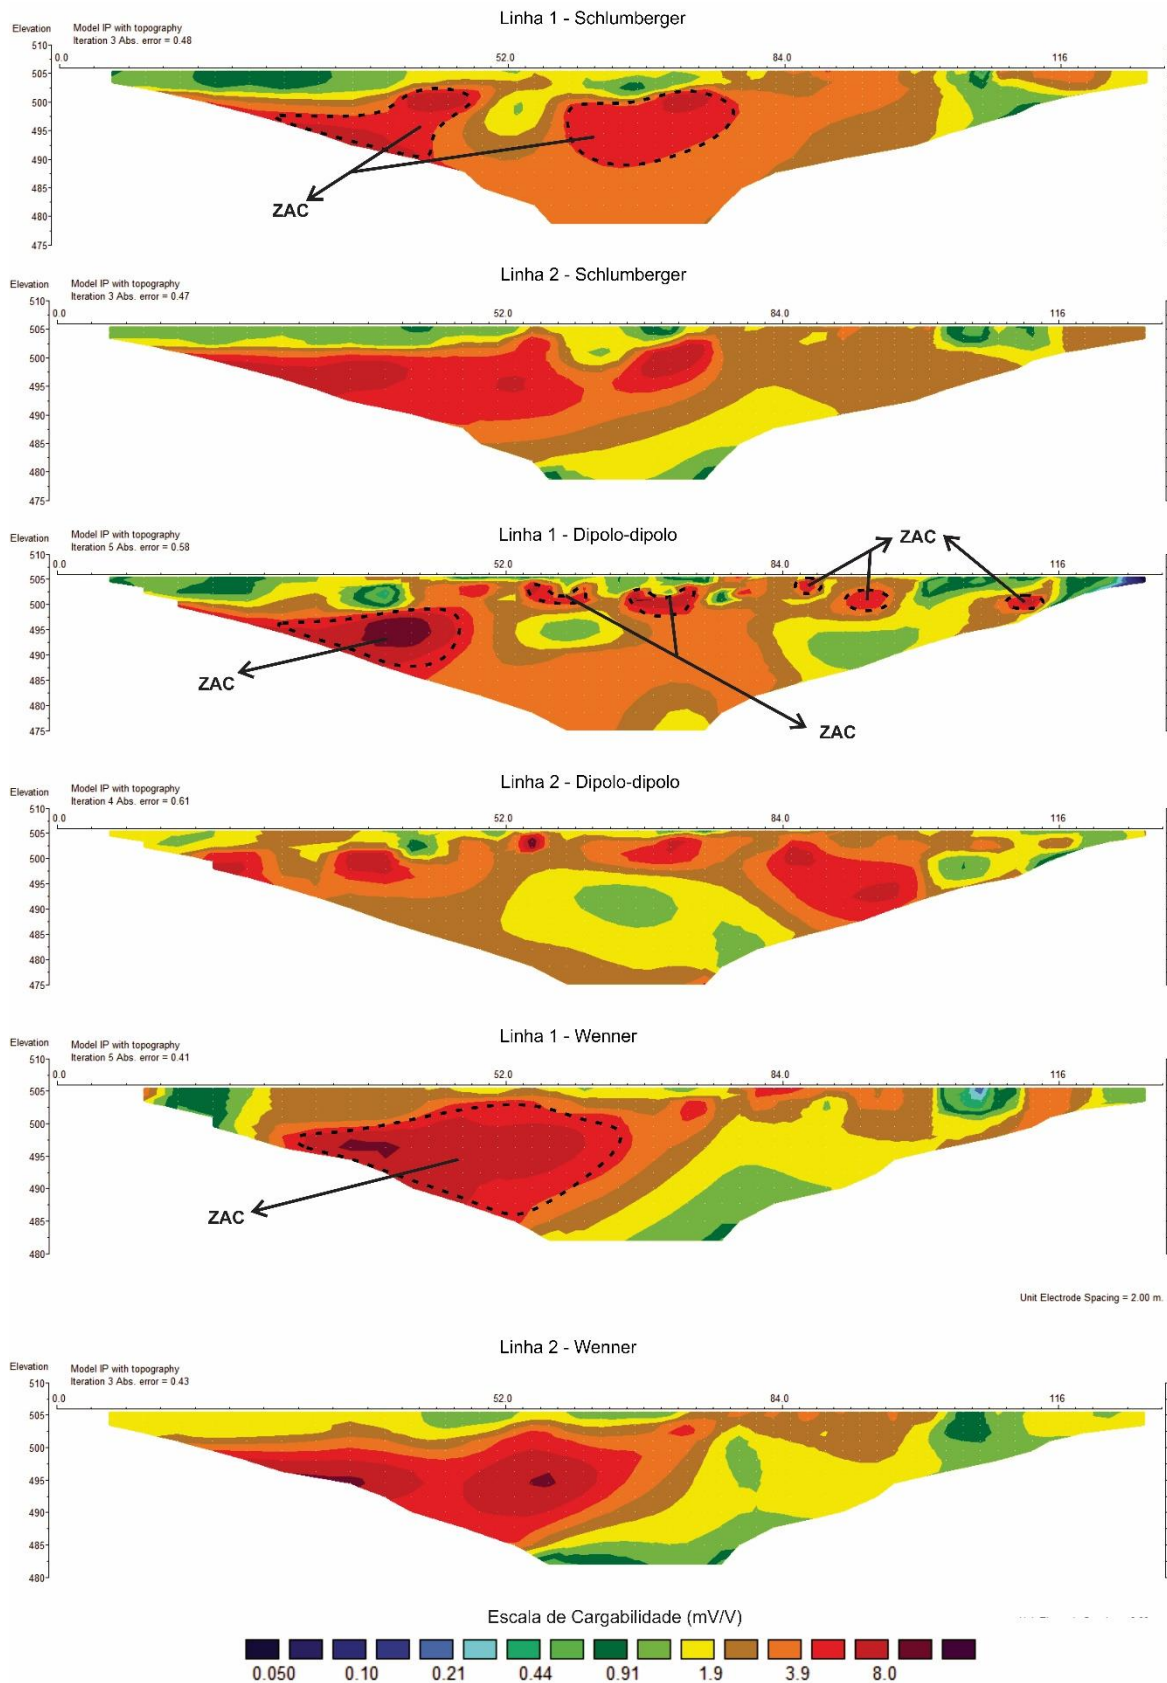 Linha 1 - Schlumberger
Elevation
Model IP with topography
Iteration 3 Abs. error = 0.48
510
0.0 52.0 84.0 116
505
500
495
490
485
480
475
ZAC
Linha 2 - Schlumberger
Elevation
Model IP with topography
Iteration 3 Abs. error = 0.47
510
0.0 52.0 84.0 116
505
500
495
490
485
480
475
Linha 1 - Dipolo-dipolo
Elevation
Model IP with topography
Iteration 5 Abs. error = 0.58
ZAC
510
0.0 52.0 84.0 116
505
500
495
490
485
480
475
ZAC
ZAC
Linha 2 - Dipolo-dipolo
Elevation
Model IP with topography
Iteration 4 Abs. error = 0.61
510
0.0 52.0 84.0 116
505
500
495
490
485
480
475
Linha 1 - Wenner
Elevation
Model IP with topography
Iteration 5 Abs. error = 0.41
510
0.0 52.0 84.0 116
505
500
495
490
485
480
ZAC
Unit Electrode Spacing = 2.00 m.
Linha 2 - Wenner
Elevation
Model IP with topography
Iteration 3 Abs. error = 0.43
510
0.0 52.0 84.0 116
505
500
495
490
485
480
Escala de Cargabilidade (mV/V)
0.050 0.10 0.21 0.44 0.91 1.9 3.9 8.0